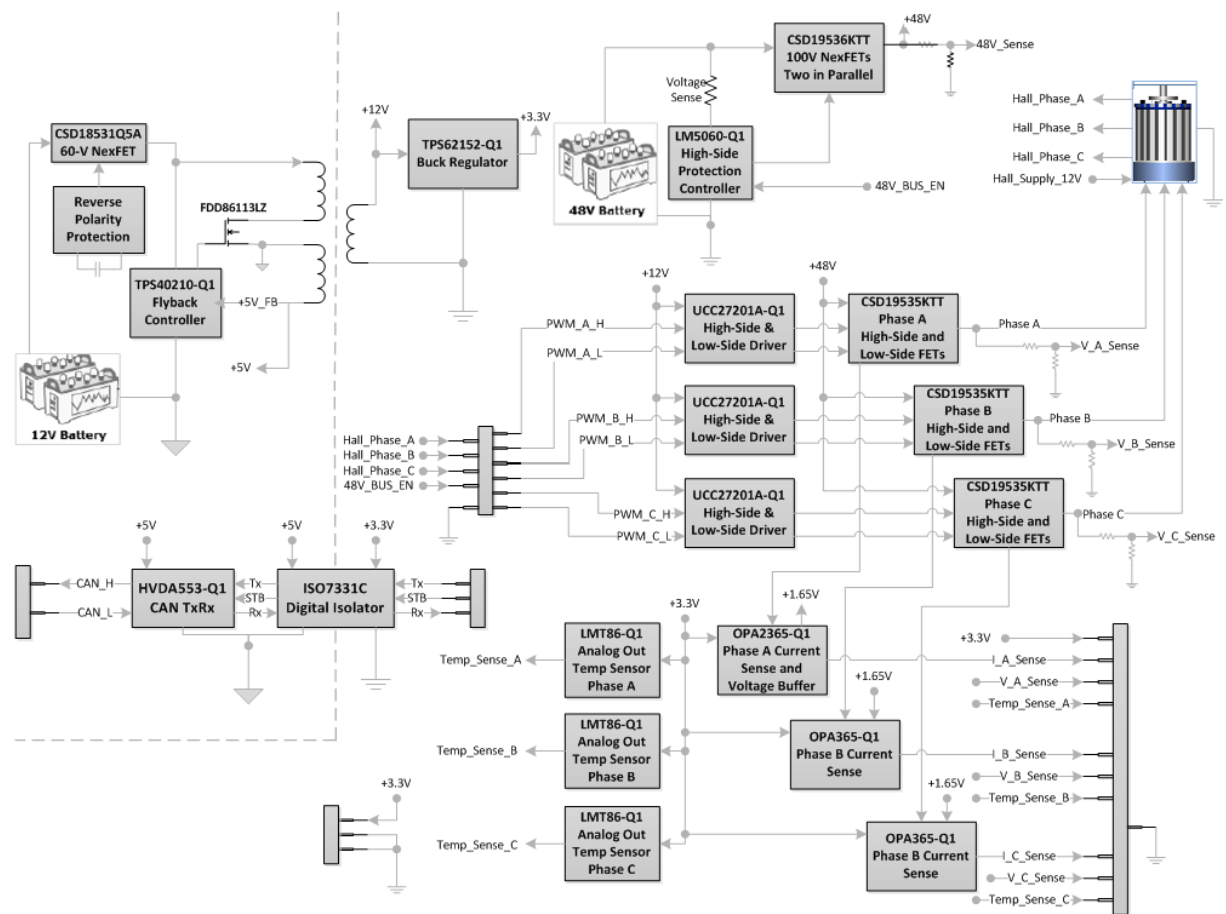 +48V
CSD19536KTT
100V NexFETs
Two in Parallel
48V_Sense
Voltage
Sense
+12V
+3.3V
TPS62152-Q1
Buck Regulator
CSD18531Q5A
60-V NexFET
Reverse
Polarity
Protection
FDD86113LZ
LM5060-Q1
High-Side
Protection
Controller
48V Battery
48V_BUS_EN
Hall_Phase_A
Hall_Phase_B
Hall_Phase_C
Hall_Supply_12V
TPS40210-Q1
Flyback
Controller
+5V_FB
+5V
12V Battery
+12V
+48V
PWM_A_H
PWM_A_L
UCC27201A-Q1
High-Side &
Low-Side Driver
CSD19535KTT
Phase A
High-Side and
Low-Side FETs
Phase A
V_A_Sense
PWM_B_H
PWM_B_L
UCC27201A-Q1
High-Side &
Low-Side Driver
CSD19535KTT
Phase B
High-Side and
Low-Side FETs
Phase B
V_B_Sense
Hall_Phase_A
Hall_Phase_B
Hall_Phase_C
48V_BUS_EN
PWM_C_H
PWM_C_L
UCC27201A-Q1
High-Side &
Low-Side Driver
CSD19535KTT
Phase C
High-Side and
Low-Side FETs
Phase C
V_C_Sense
+5V
+5V
+3.3V
CAN_H
CAN_L
HVDA553-Q1
CAN TxRx
Tx
STB
Rx
ISO7331C
Digital Isolator
Tx
STB
Rx
+3.3V
+1.65V
Temp_Sense_A
LMT86-Q1
Analog Out
Temp Sensor
Phase A
OPA2365-Q1
Phase A Current
Sense and
Voltage Buffer
+3.3V
I_A_Sense
V_A_Sense
Temp_Sense_A
+1.65V
Temp_Sense_B
LMT86-Q1
Analog Out
Temp Sensor
Phase B
OPA365-Q1
Phase B Current
Sense
I_B_Sense
V_B_Sense
Temp_Sense_B
+3.3V
+1.65V
Temp_Sense_C
LMT86-Q1
Analog Out
Temp Sensor
Phase C
OPA365-Q1
Phase B Current
Sense
I_C_Sense
V_C_Sense
Temp_Sense_C